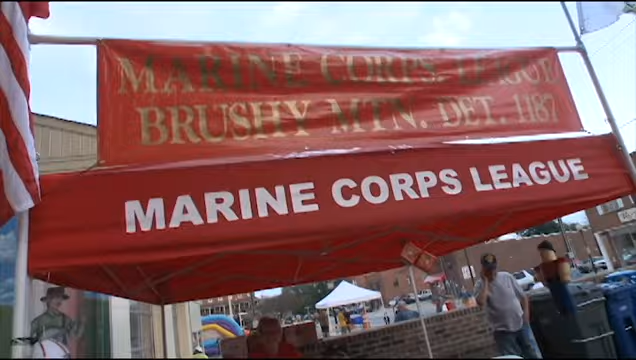 MARINE CORPS. LEAGUE
BRUSHY MTN. DET. 1187
MARINE CORPS LEAGUE